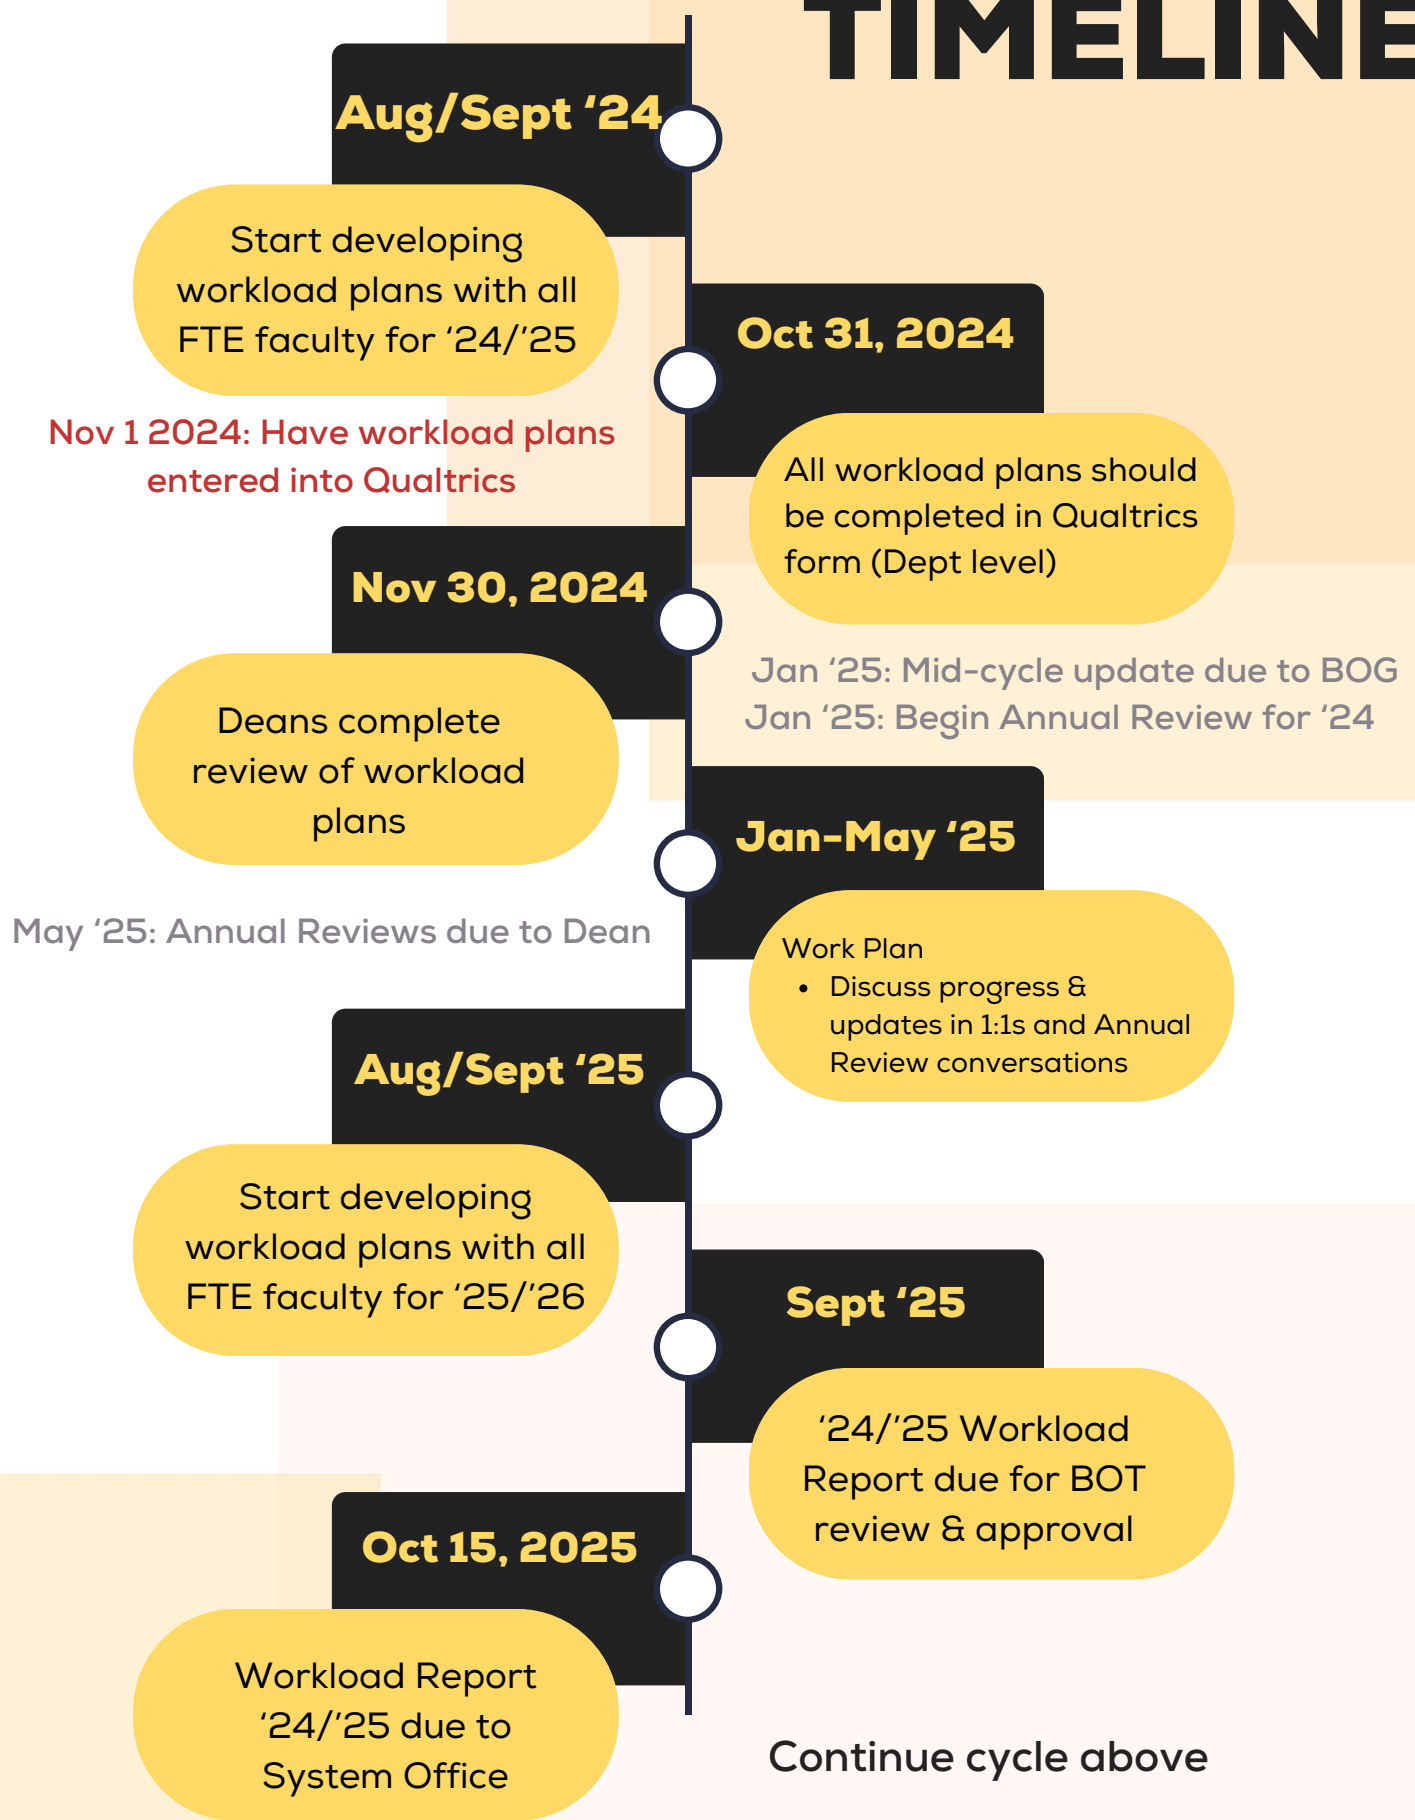 TIMELINE
Aug/Sept ‘24
Start developing
workload plans with all
FTE faculty for ‘24/’25
Oct 31, 2024
All workload plans should
be completed in Qualtrics
form (Dept level)
Nov 1 2024: Have workload plans
entered into Qualtrics
Nov 30, 2024
Deans complete
review of workload
plans
Jan ‘25: Mid-cycle update due to BOG
Jan ‘25: Begin Annual Review for ‘24
Jan-May ‘25
Work Plan
• Discuss progress &
updates in 1:1s and Annual
Review conversations
May ‘25: Annual Reviews due to Dean
Aug/Sept ‘25
Start developing
workload plans with all
FTE faculty for ‘25/’26
Sept ‘25
‘24/’25 Workload
Report due for BOT
review & approval
Oct 15, 2025
Workload Report
‘24/’25 due to
System Office
Continue cycle above